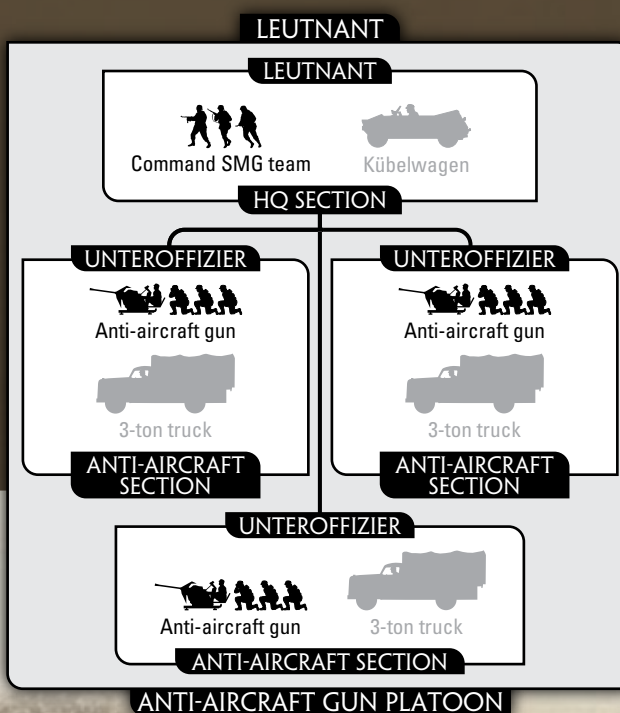 LEUTNANT
LEUTNANT
Command SMG team
Kübelwagen
HQ SECTION
UNTEROFFIZIER
Anti-aircraft gun
3-ton truck
ANTI-AIRCRAFT
SECTION
UNTEROFFIZIER
Anti-aircraft gun
3-ton truck
ANTI-AIRCRAFT
SECTION
UNTEROFFIZIER
Anti-aircraft gun
3-ton truck
ANTI-AIRCRAFT SECTION
ANTI-AIRCRAFT GUN PLATOON